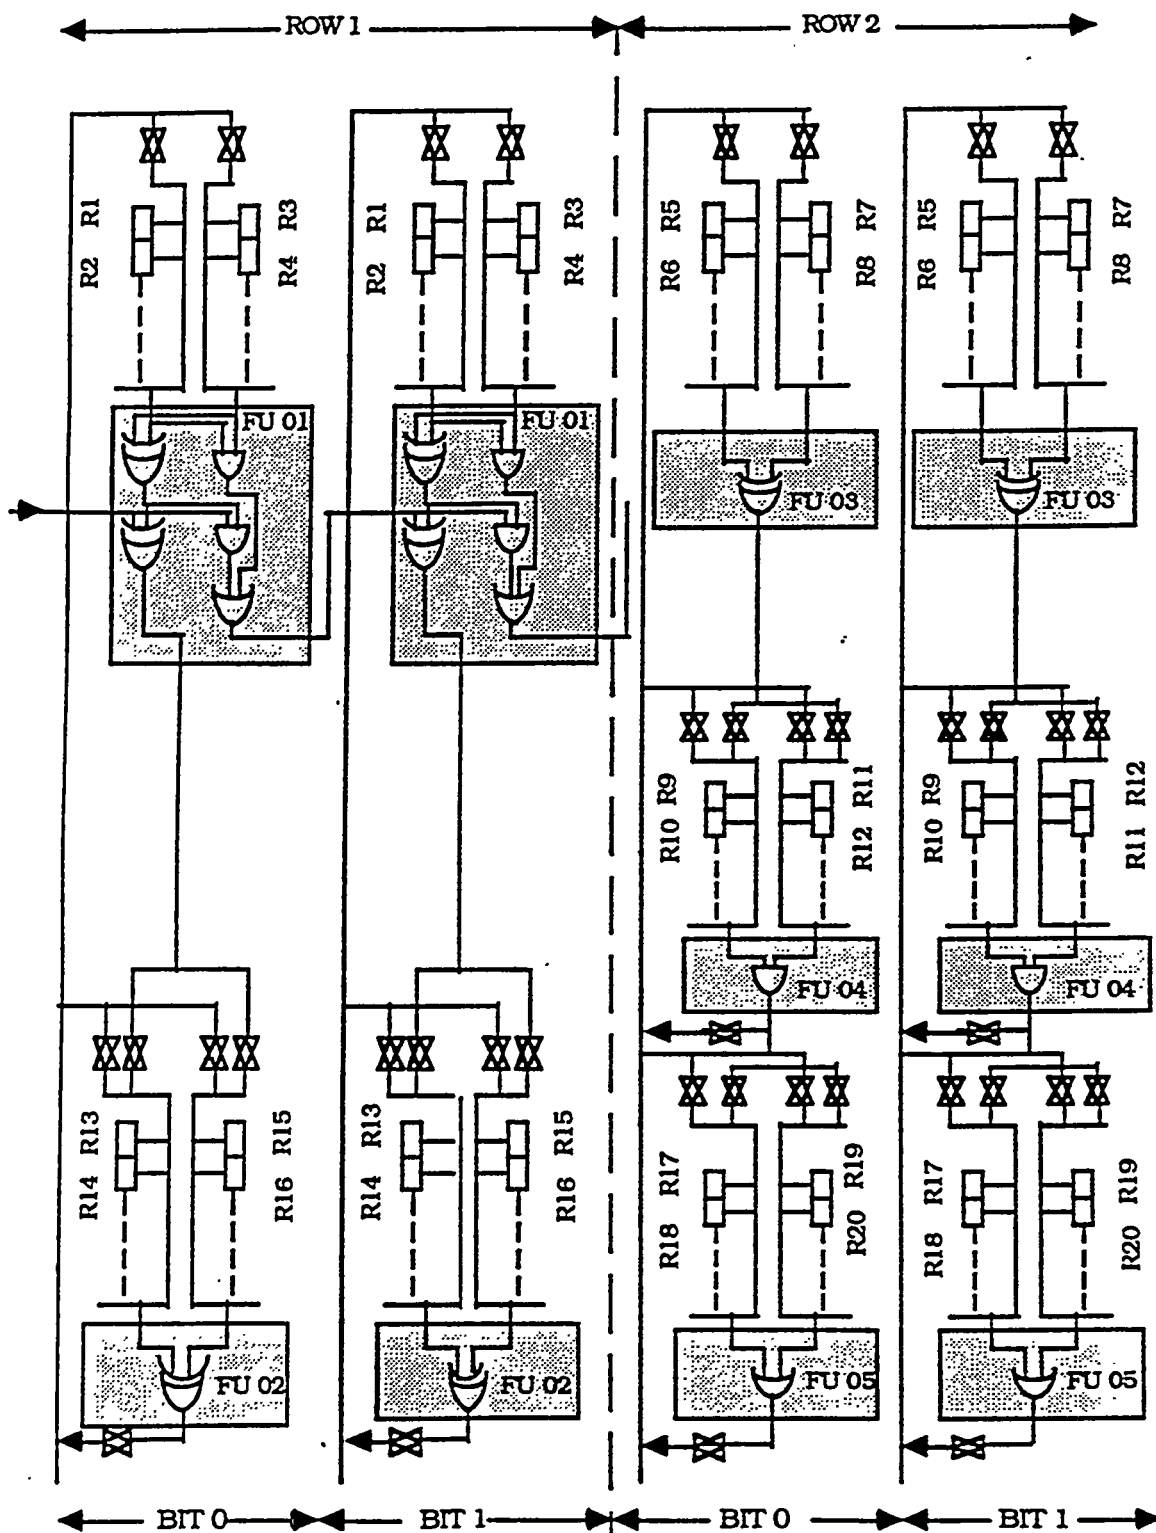 ROW 1 ROW 2
R1 R3 R1 R3 R5 R7 R5 R7
R2 R4 R2 R4 R6 R8 R6 R8
FU 01 FU 01
FU 03 FU 03
R9 R11 R9 R12
R10 R12 R10 R11
FU 04 FU 04
R13 R15 R13 R15
R14 R16 R14 R16
R17 R19 R17 R19
R18 R20 R18 R20
FU 02 FU 02 FU 05 FU 05
BIT 0 BIT 1 BIT 0 BIT 1